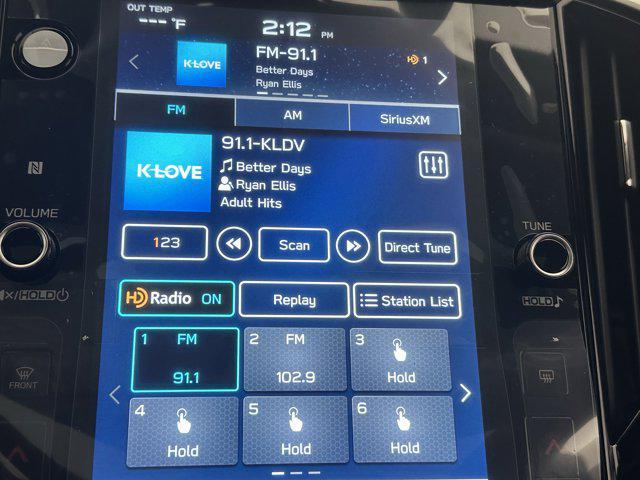 OUT TEMP
--- °F
2:12 PM
K-LOVE
FM-91.1
HD 1
Better Days
Ryan Ellis
FM
AM
SiriusXM
K-LOVE
91.1-KLDV
Better Days
Ryan Ellis
Adult Hits
N
VOLUME
TUNE
123
Scan
Direct Tune
HOLD
HOLD
HD Radio ON
Replay
Station List
1 FM
91.1
2 FM
102.9
3
Hold
FRONT
4
Hold
5
Hold
6
Hold